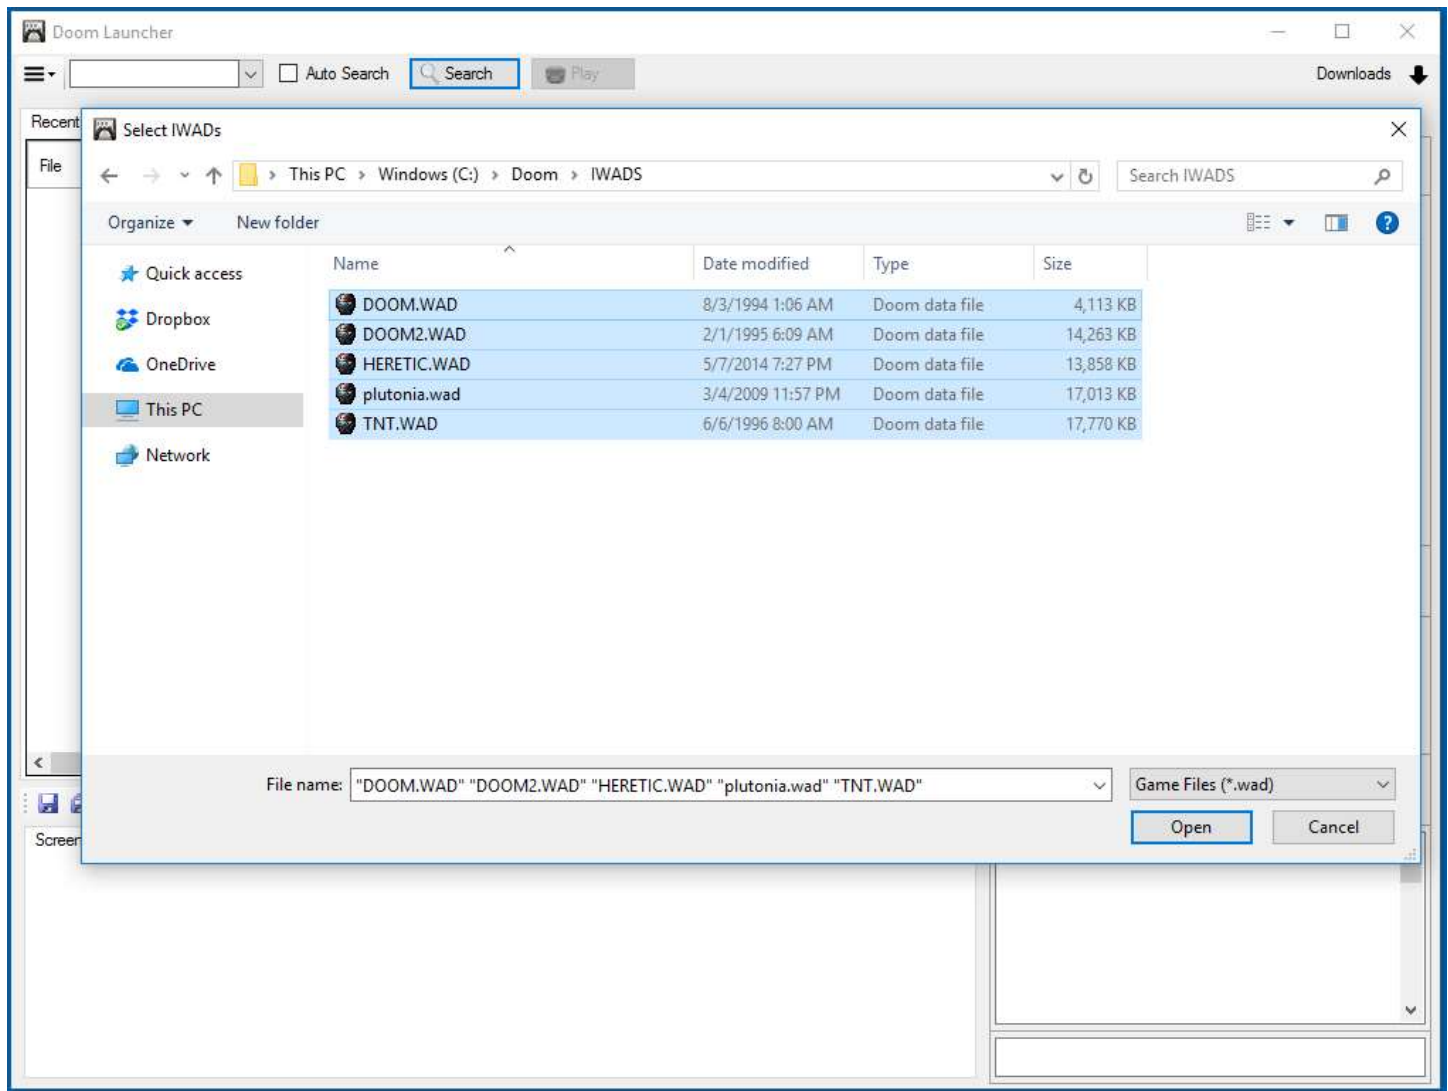 Doom Launcher
Auto Search Search Play Downloads
Recent
Select IWADs
File
This PC Windows (C:) Doom IWADS Search IWADS
Organize New folder
Name Date modified Type Size
Quick access
Dropbox
OneDrive
This PC
Network
DOOM.WAD 8/3/1994 1:06 AM Doom data file 4,113 KB
DOOM2.WAD 2/1/1995 6:09 AM Doom data file 14,263 KB
HERETIC.WAD 5/7/2014 7:27 PM Doom data file 13,858 KB
plutonia.wad 3/4/2009 11:57 PM Doom data file 17,013 KB
TNT.WAD 6/6/1996 8:00 AM Doom data file 17,770 KB
File name: "DOOM.WAD" "DOOM2.WAD" "HERETIC.WAD" "plutonia.wad" "TNT.WAD" Game Files (*.wad)
Open Cancel